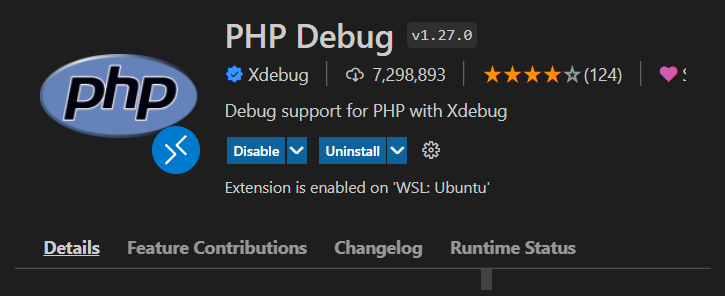 PHP Debug v1.27.0
php
Xdebug 7,298,893 (124)
Debug support for PHP with Xdebug
Disable Uninstall
Extension is enabled on 'WSL: Ubuntu'
Details Feature Contributions Changelog Runtime Status